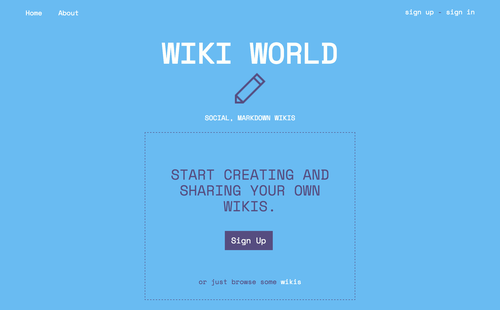 Home About sign up - sign in
WIKI WORLD
SOCIAL, MARKDOWN WIKIS
START CREATING AND
SHARING YOUR OWN
WIKIS.
Sign Up
or just browse some wikis